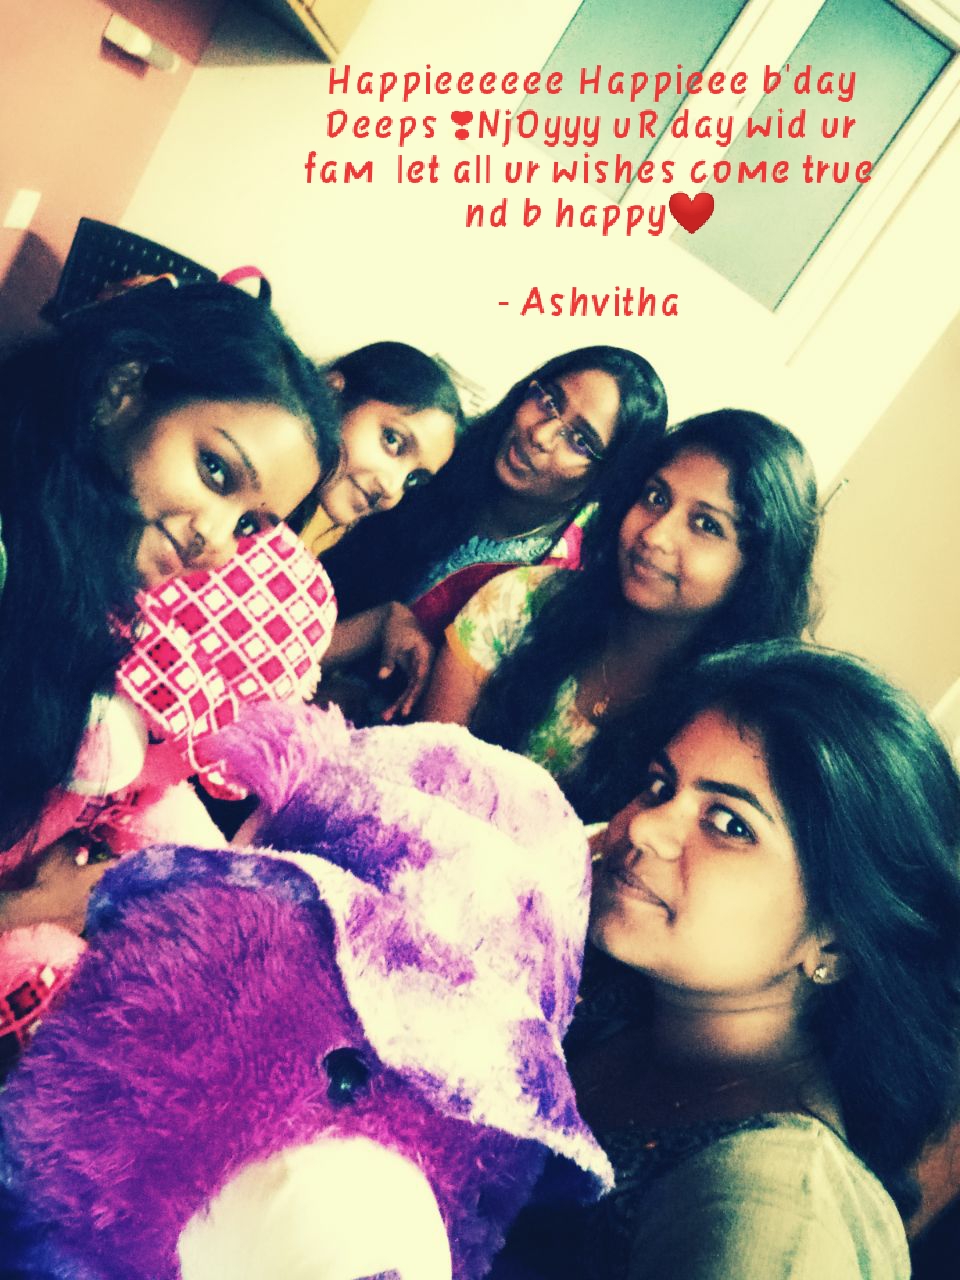 Happieeeeee Happieee b'day
Deeps ❣NjOyyy uR day wid ur
faM let all ur wishes come true
nd b happy❤
- Ashvitha